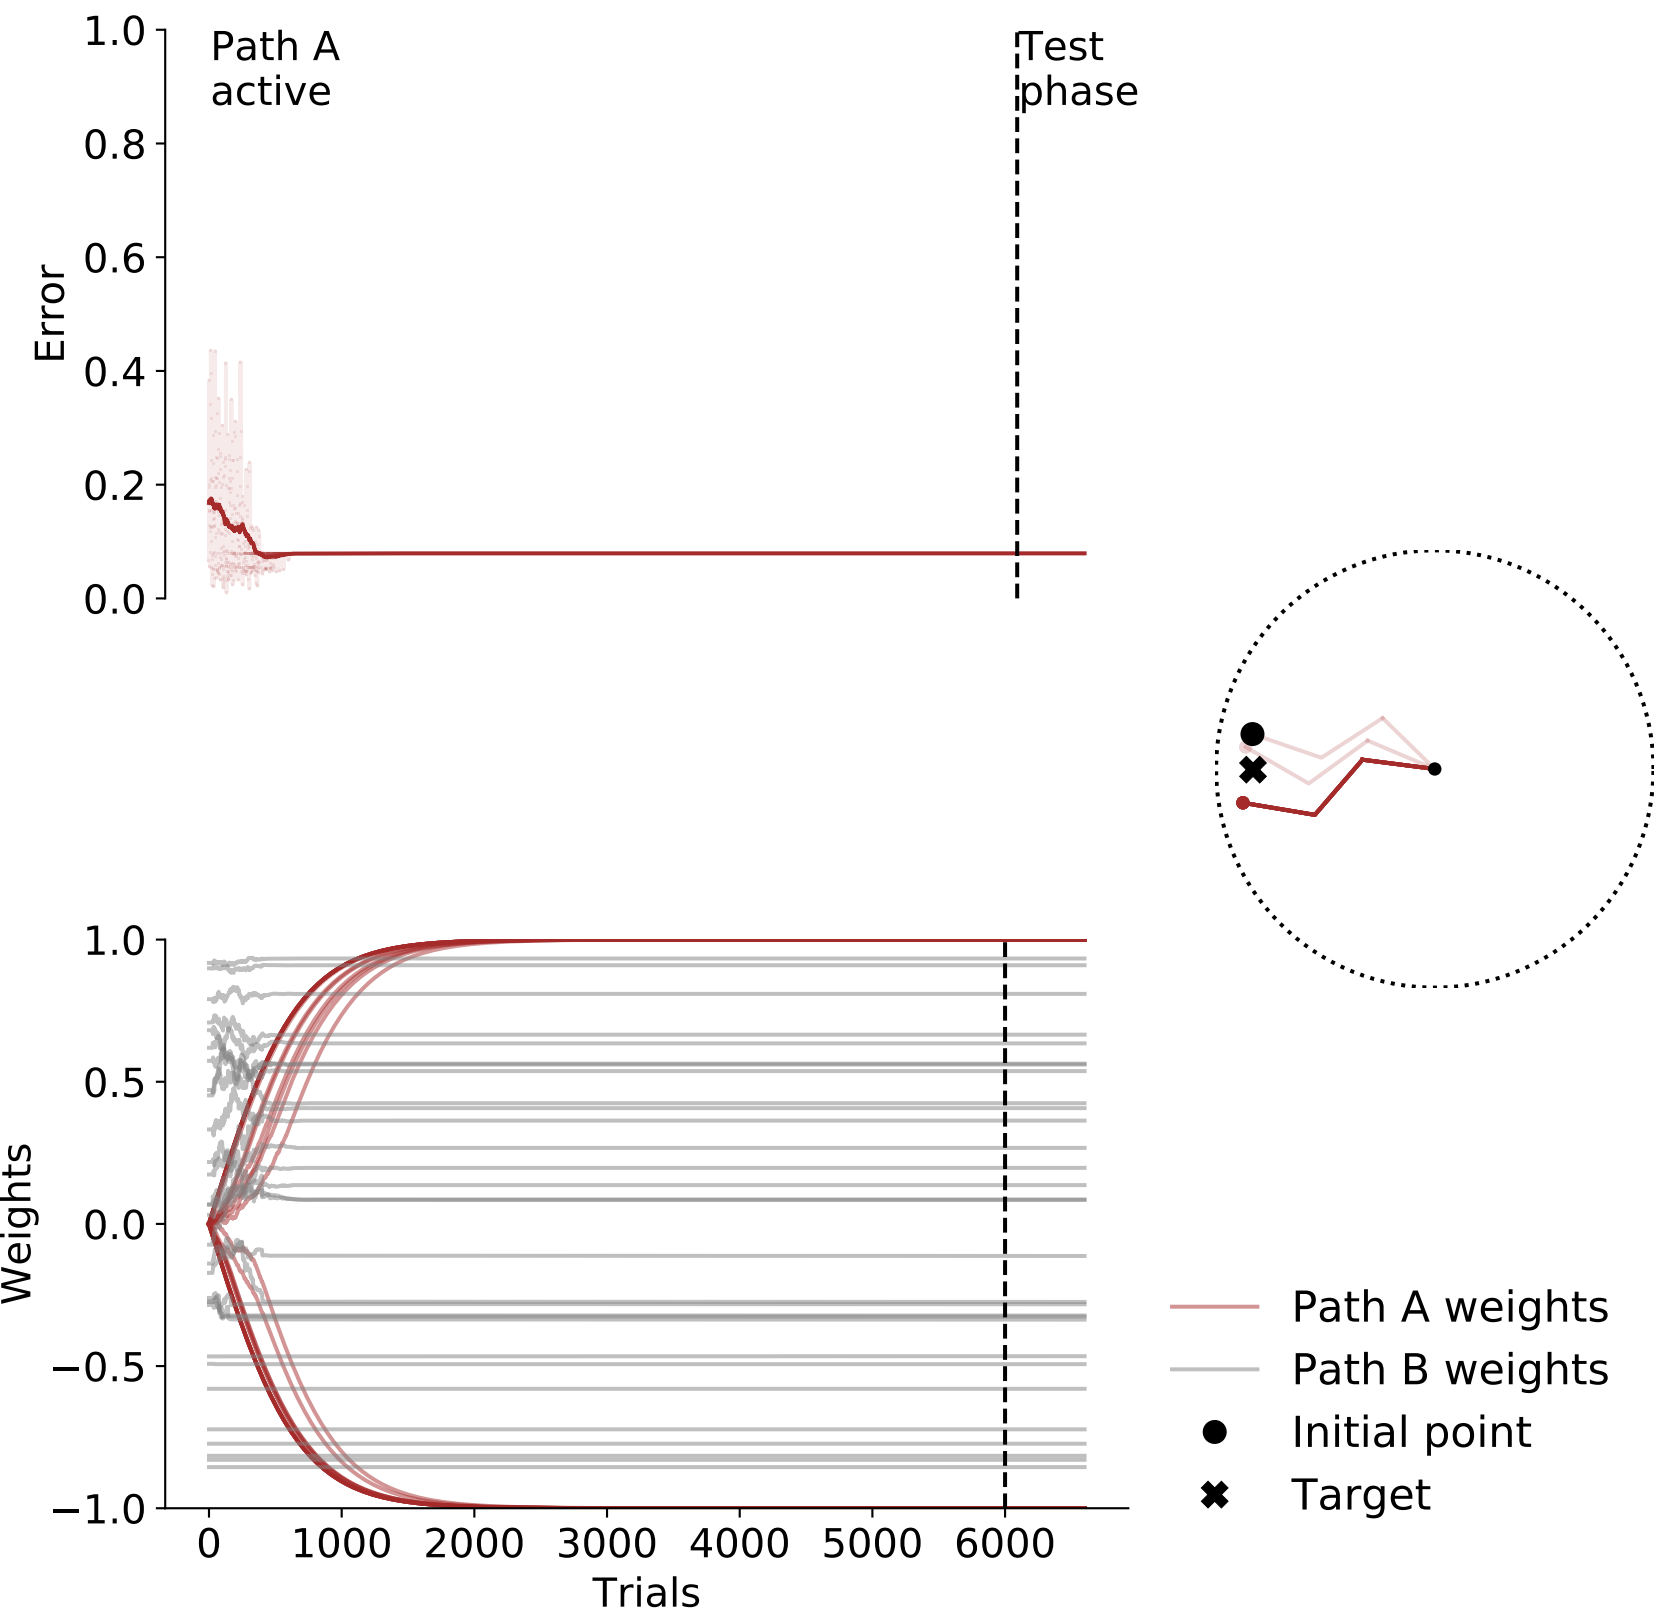 1.0
0.8
0.6
0.4
0.2
0.0
Error
Path A
active
Test
phase
1.0
0.5
0.0
−0.5
−1.0
Weights
0 1000 2000 3000 4000 5000 6000
Trials
Path A weights
Path B weights
Initial point
Target